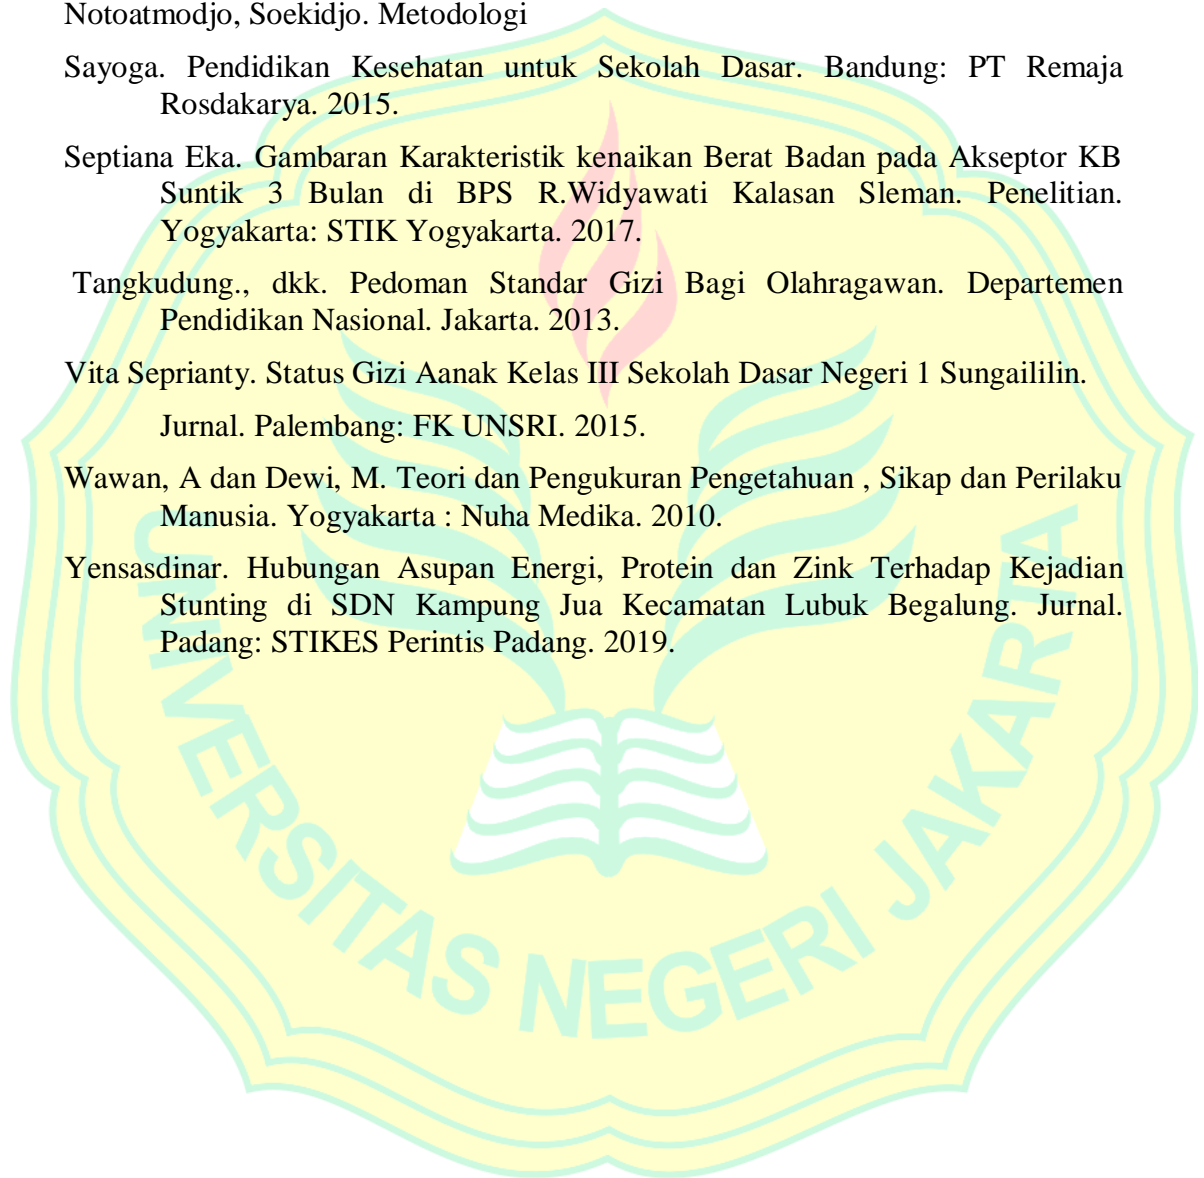 Notoatmodjo, Soekidjo. Metodologi
Sayoga. Pendidikan Kesehatan untuk Sekolah Dasar. Bandung: PT Remaja
Rosdakarya. 2015.
Septiana Eka. Gambaran Karakteristik kenaikan Berat Badan pada Akseptor KB
Suntik 3 Bulan di BPS R.Widyawati Kalasan Sleman. Penelitian.
Yogyakarta: STIK Yogyakarta. 2017.
Tangkudung., dkk. Pedoman Standar Gizi Bagi Olahragawan. Departemen
Pendidikan Nasional. Jakarta. 2013.
Vita Seprianty. Status Gizi Aanak Kelas III Sekolah Dasar Negeri 1 Sungaililin.
Jurnal. Palembang: FK UNSRI. 2015.
Wawan, A dan Dewi, M. Teori dan Pengukuran Pengetahuan , Sikap dan Perilaku
Manusia. Yogyakarta : Nuha Medika. 2010.
Yensasdinar. Hubungan Asupan Energi, Protein dan Zink Terhadap Kejadian
Stunting di SDN Kampung Jua Kecamatan Lubuk Begalung. Jurnal.
Padang: STIKES Perintis Padang. 2019.
UNIVERSITAS NEGERI JAKARTA